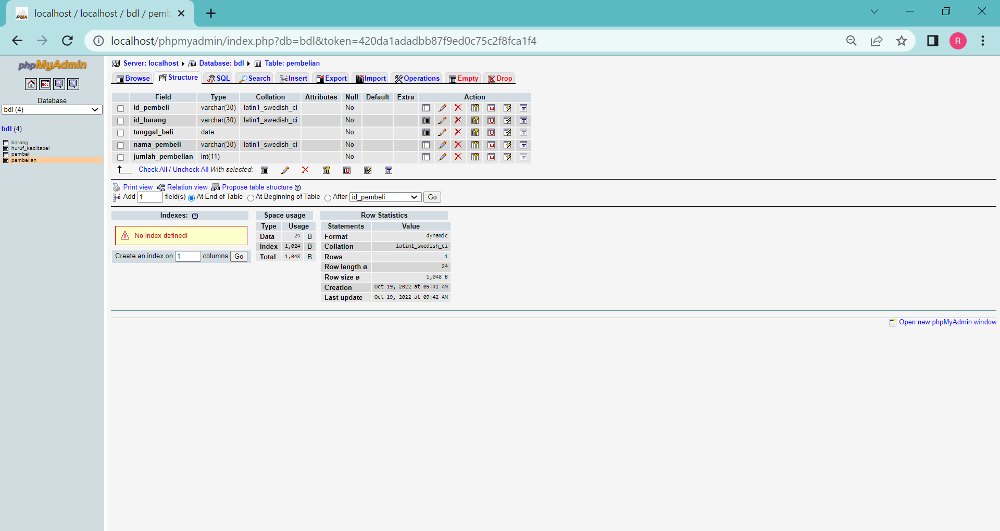 localhost / localhost / bdl / pemb
localhost/phpmyadmin/index.php?db=bdl&token=420da1adadbb87f9ed0c75c2f8fca1f4
R
phpMyAdmin
SQL
Database
bdl (4)
bdl (4)
barang
huruf_keciltabel
pembeli
pembelian
Server: localhost Database: bdl Table: pembelian
Browse Structure SQL Search Insert Export Import Operations Empty Drop
Field Type Collation Attributes Null Default Extra Action
id_pembeli varchar(30) latin1_swedish_ci No
id_barang varchar(30) latin1_swedish_ci No
tanggal_beli date No
nama_pembeli varchar(30) latin1_swedish_ci No
jumlah_pembelian int(11) No
Check All / Uncheck All With selected:
Print view Relation view Propose table structure
Add 1 field(s) At End of Table At Beginning of Table After id_pembeli Go
Indexes:
No index defined!
Create an index on 1 columns Go
Space usage
Type Usage
Data 24 B
Index 1,024 B
Total 1,048 B
Row Statistics
Statements Value
Format dynamic
Collation latin1_swedish_ci
Rows 1
Row length ø 24
Row size ø 1,048 B
Creation Oct 19, 2022 at 09:41 AM
Last update Oct 19, 2022 at 09:42 AM
Open new phpMyAdmin window